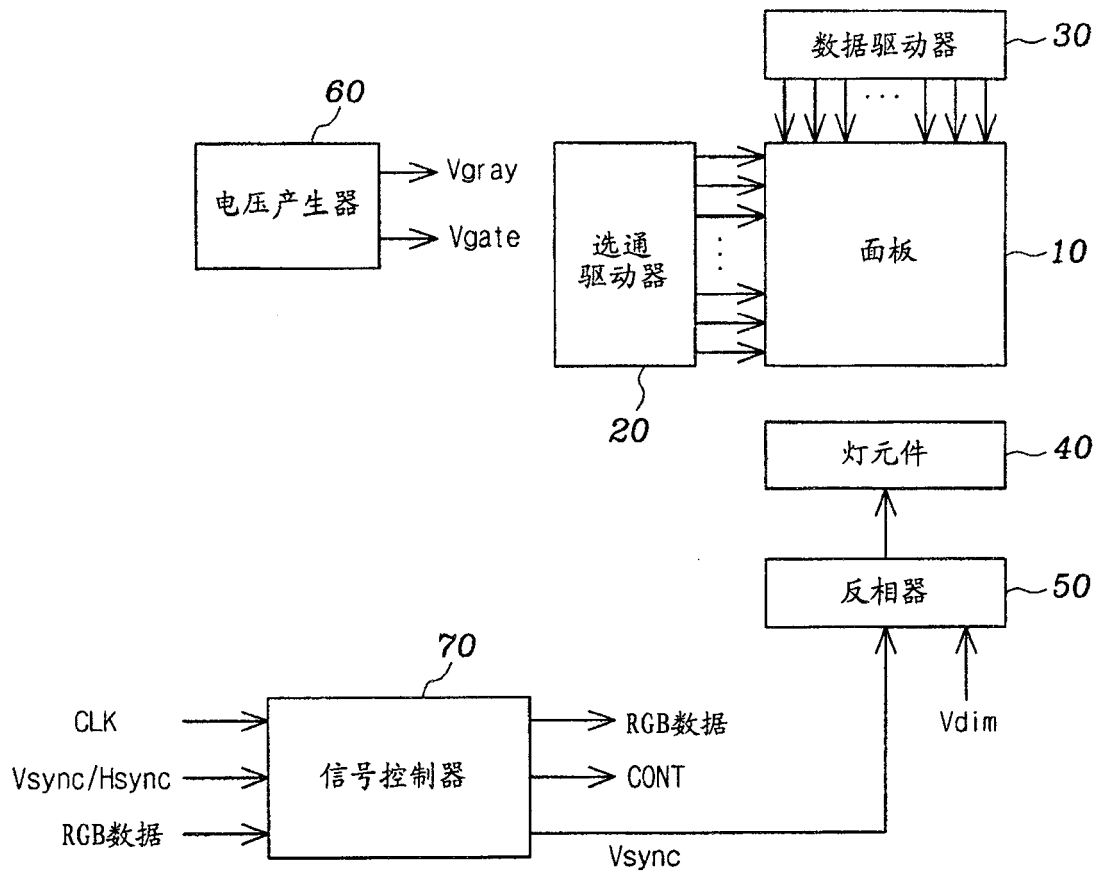 数据驱动器
30
60
电压产生器
Vgray
Vgate
选通
驱动器
面板
10
20
灯元件
40
反相器
50
70
CLK
Vsync/Hsync
RGB数据
信号控制器
RGB数据
CONT
Vsync
Vdim